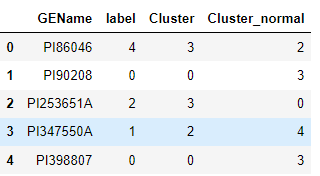 GEName label Cluster Cluster_normal
0 PI86046 4 3 2
1 PI90208 0 0 3
2 PI253651A 2 3 0
3 PI347550A 1 2 4
4 PI398807 0 0 3